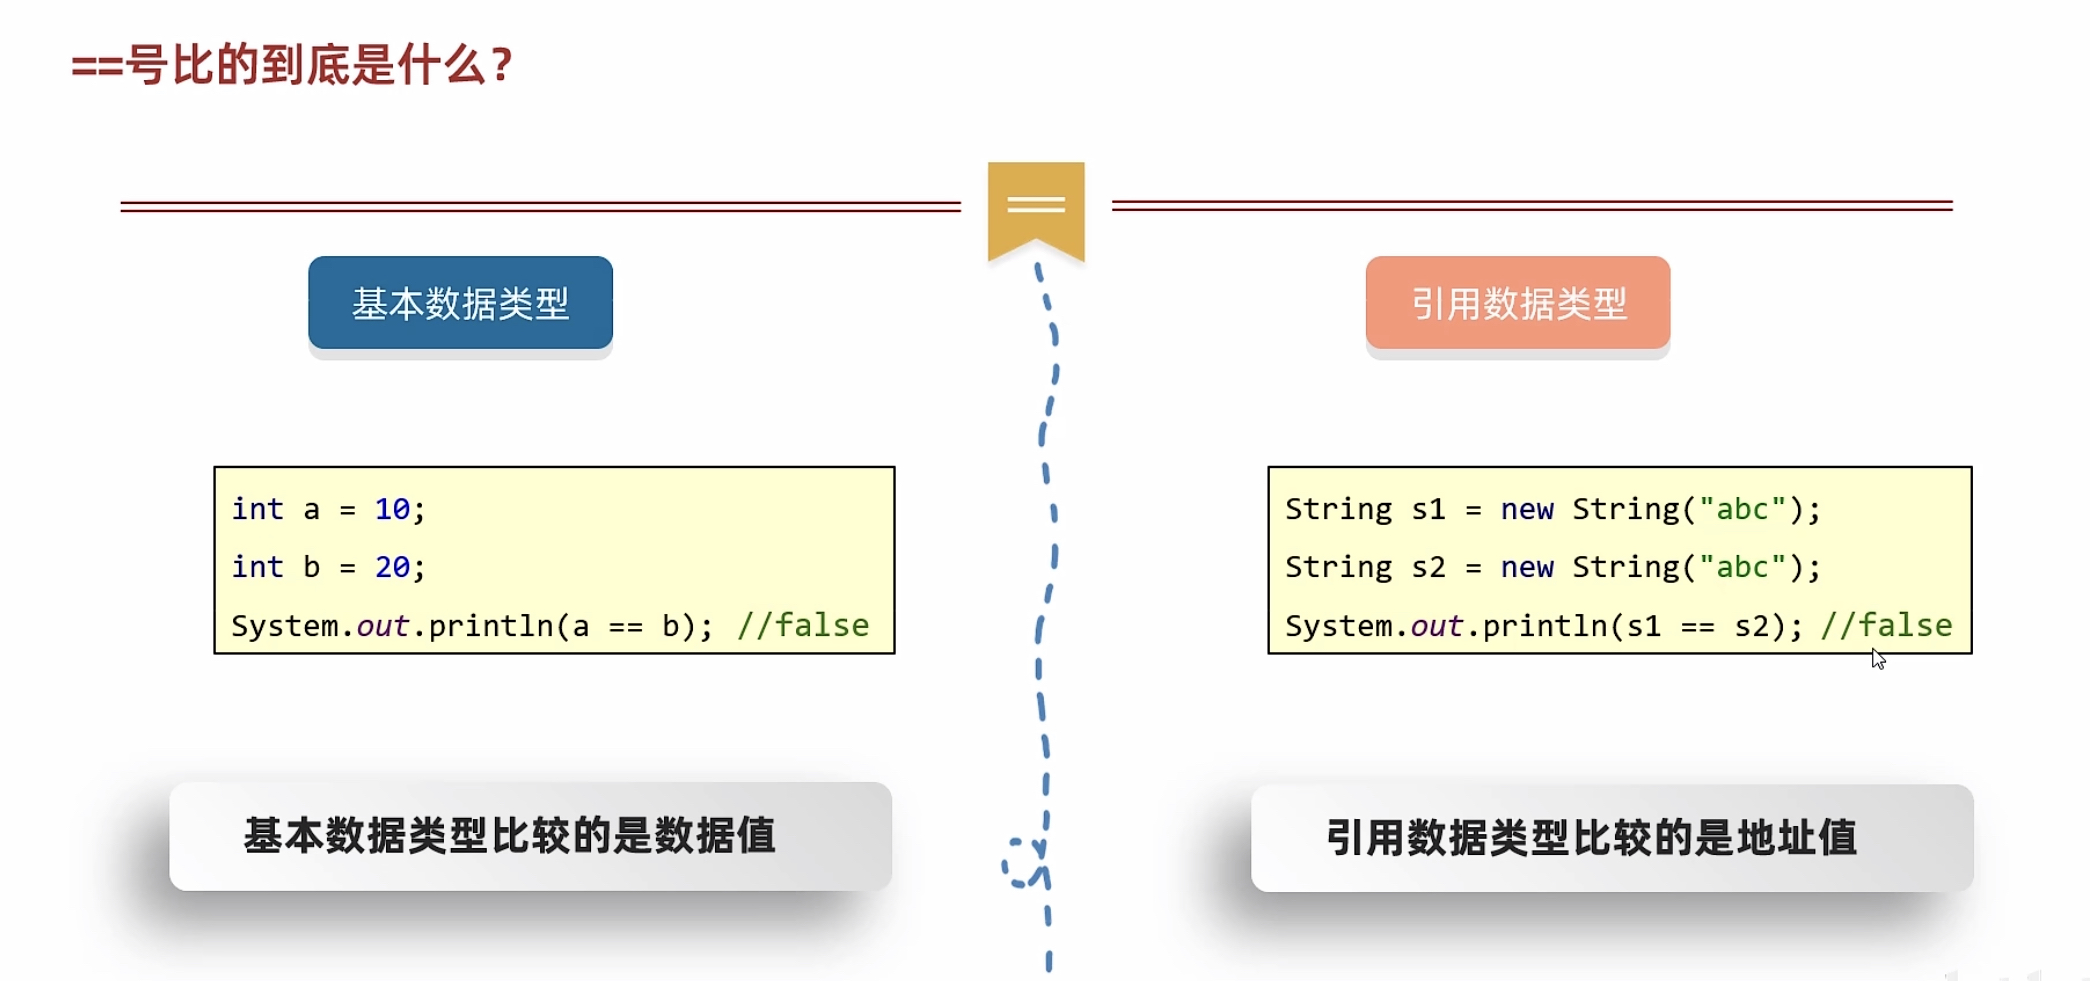 ==号比的到底是什么?
基本数据类型
int a = 10;
int b = 20;
System.out.println(a == b); //false
基本数据类型比较的是数据值
引用数据类型
String s1 = new String("abc");
String s2 = new String("abc");
System.out.println(s1 == s2); //false
引用数据类型比较的是地址值